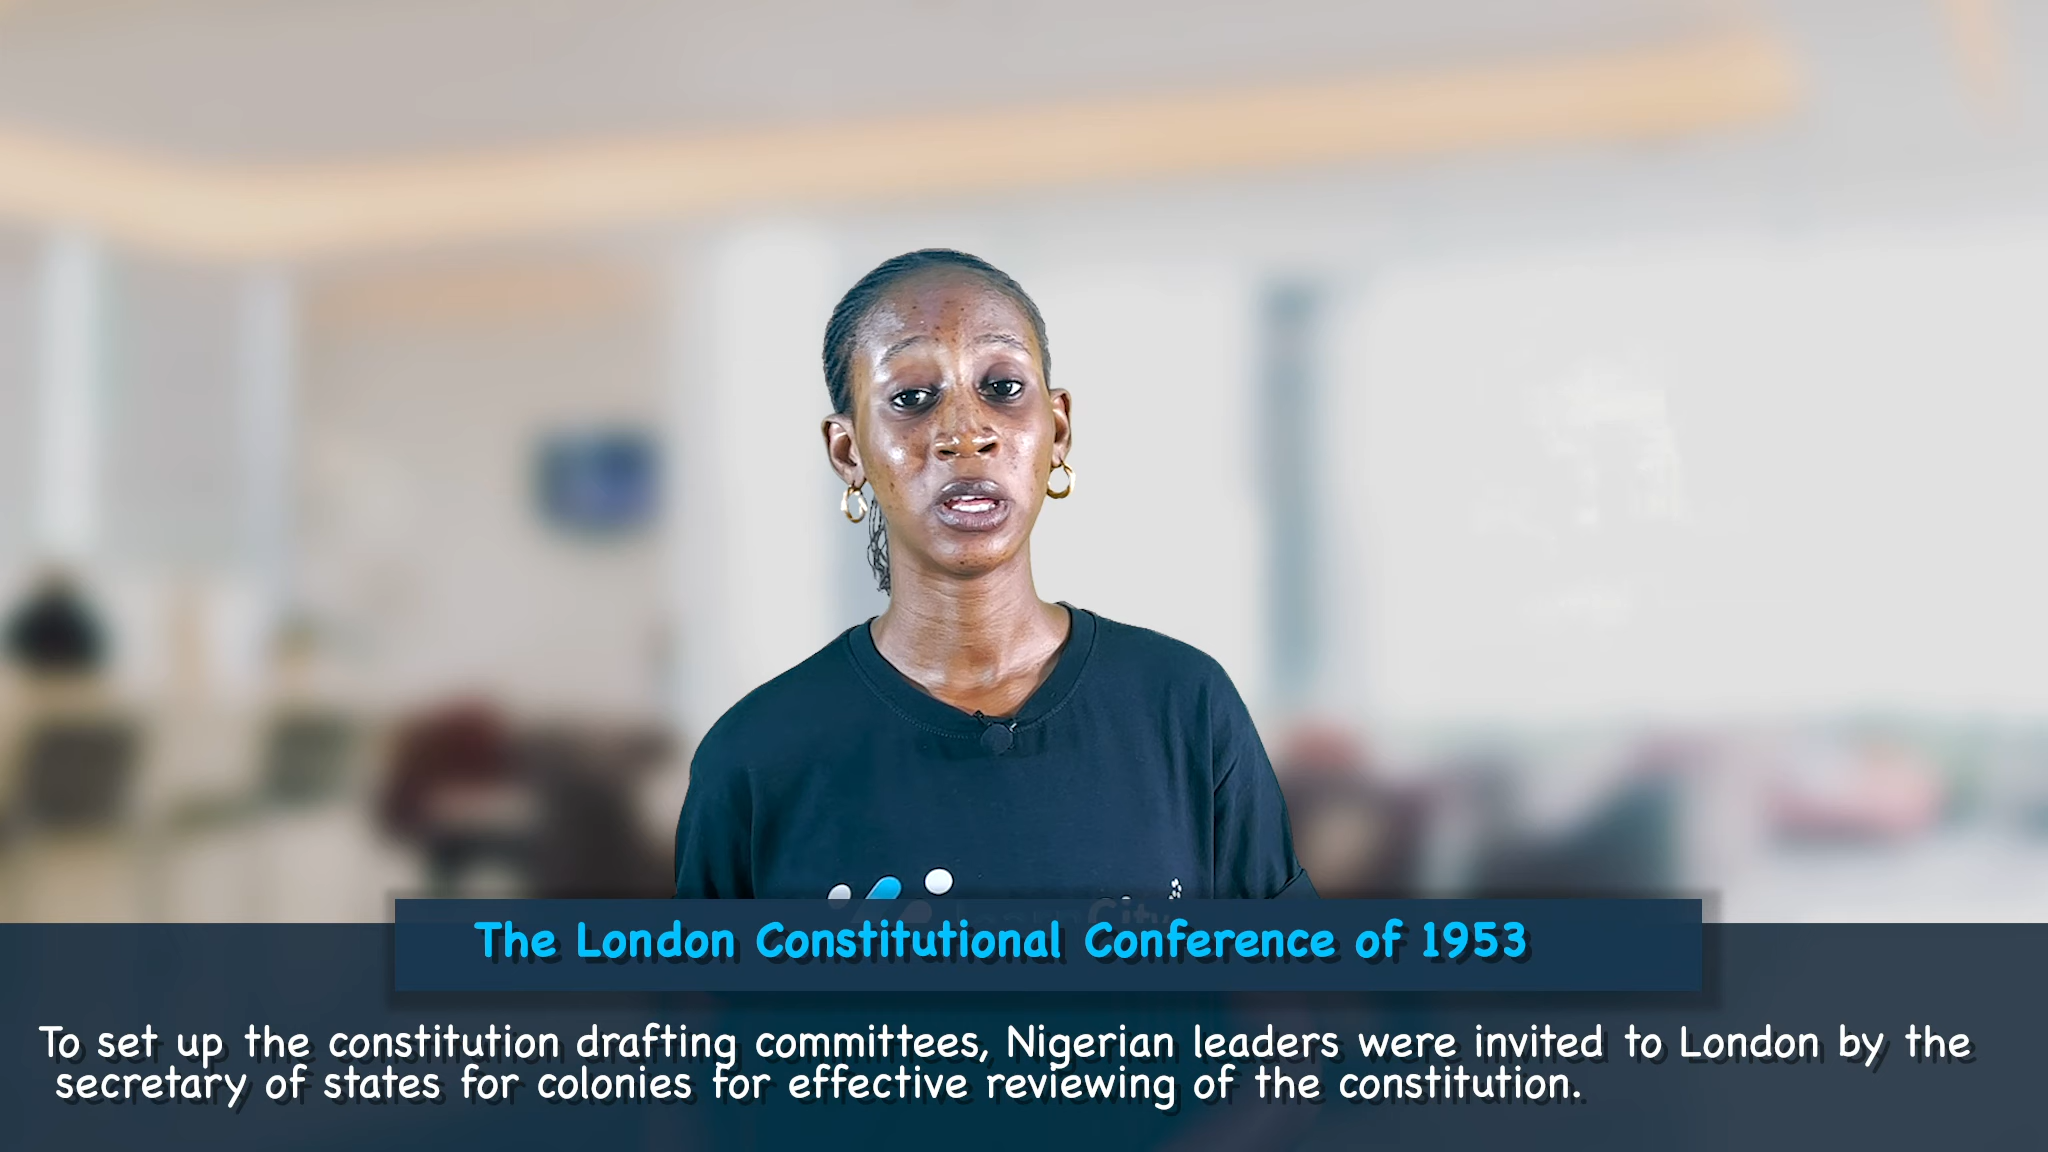 The London Constitutional Conference of 1953
To set up the constitution drafting committees, Nigerian leaders were invited to London by the
secretary of states for colonies for effective reviewing of the constitution.